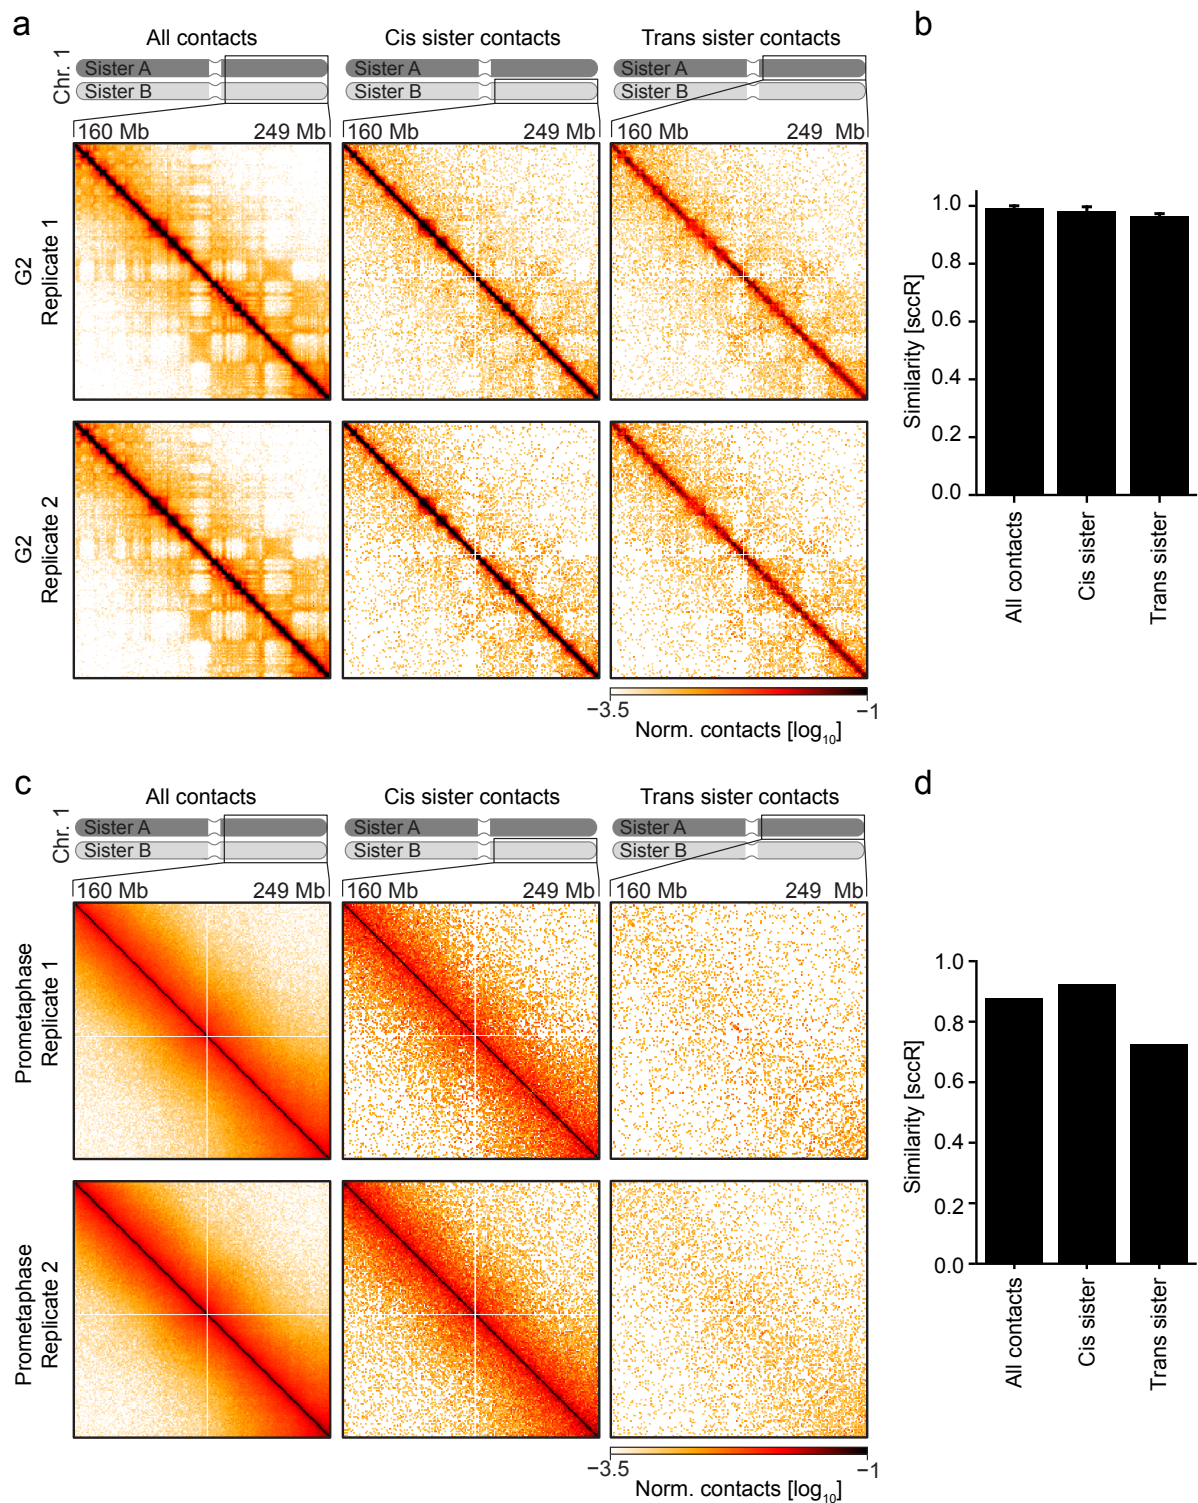 a
All contacts
Cis sister contacts
Trans sister contacts
Chr. 1
Sister A
Sister B
Sister A
Sister B
Sister A
Sister B
160 Mb
249 Mb
160 Mb
249 Mb
160 Mb
249 Mb
G2
Replicate 1
G2
Replicate 2
−3.5
−1
Norm. contacts [log10]
b
Similarity [sccR]
1.0
0.8
0.6
0.4
0.2
0.0
All contacts
Cis sister
Trans sister
c
All contacts
Cis sister contacts
Trans sister contacts
Chr. 1
Sister A
Sister B
Sister A
Sister B
Sister A
Sister B
160 Mb
249 Mb
160 Mb
249 Mb
160 Mb
249 Mb
Prometaphase
Replicate 1
Prometaphase
Replicate 2
−3.5
−1
Norm. contacts [log10]
d
Similarity [sccR]
1.0
0.8
0.6
0.4
0.2
0.0
All contacts
Cis sister
Trans sister